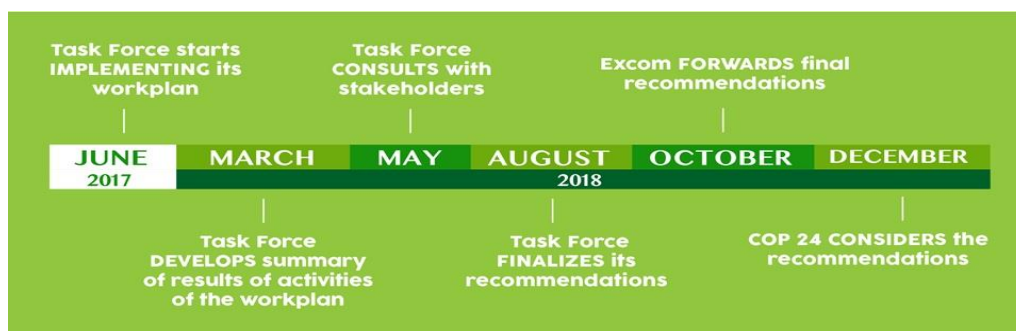 Task Force starts
IMPLEMENTING its
workplan
Task Force
CONSULTS with
stakeholders
Excom FORWARDS final
recommendations
JUNE
MARCH
MAY
AUGUST
OCTOBER
DECEMBER
2017
2018
Task Force
DEVELOPS summary
of results of activities
of the workplan
Task Force
FINALIZES its
recommendations
COP 24 CONSIDERS the
recommendations